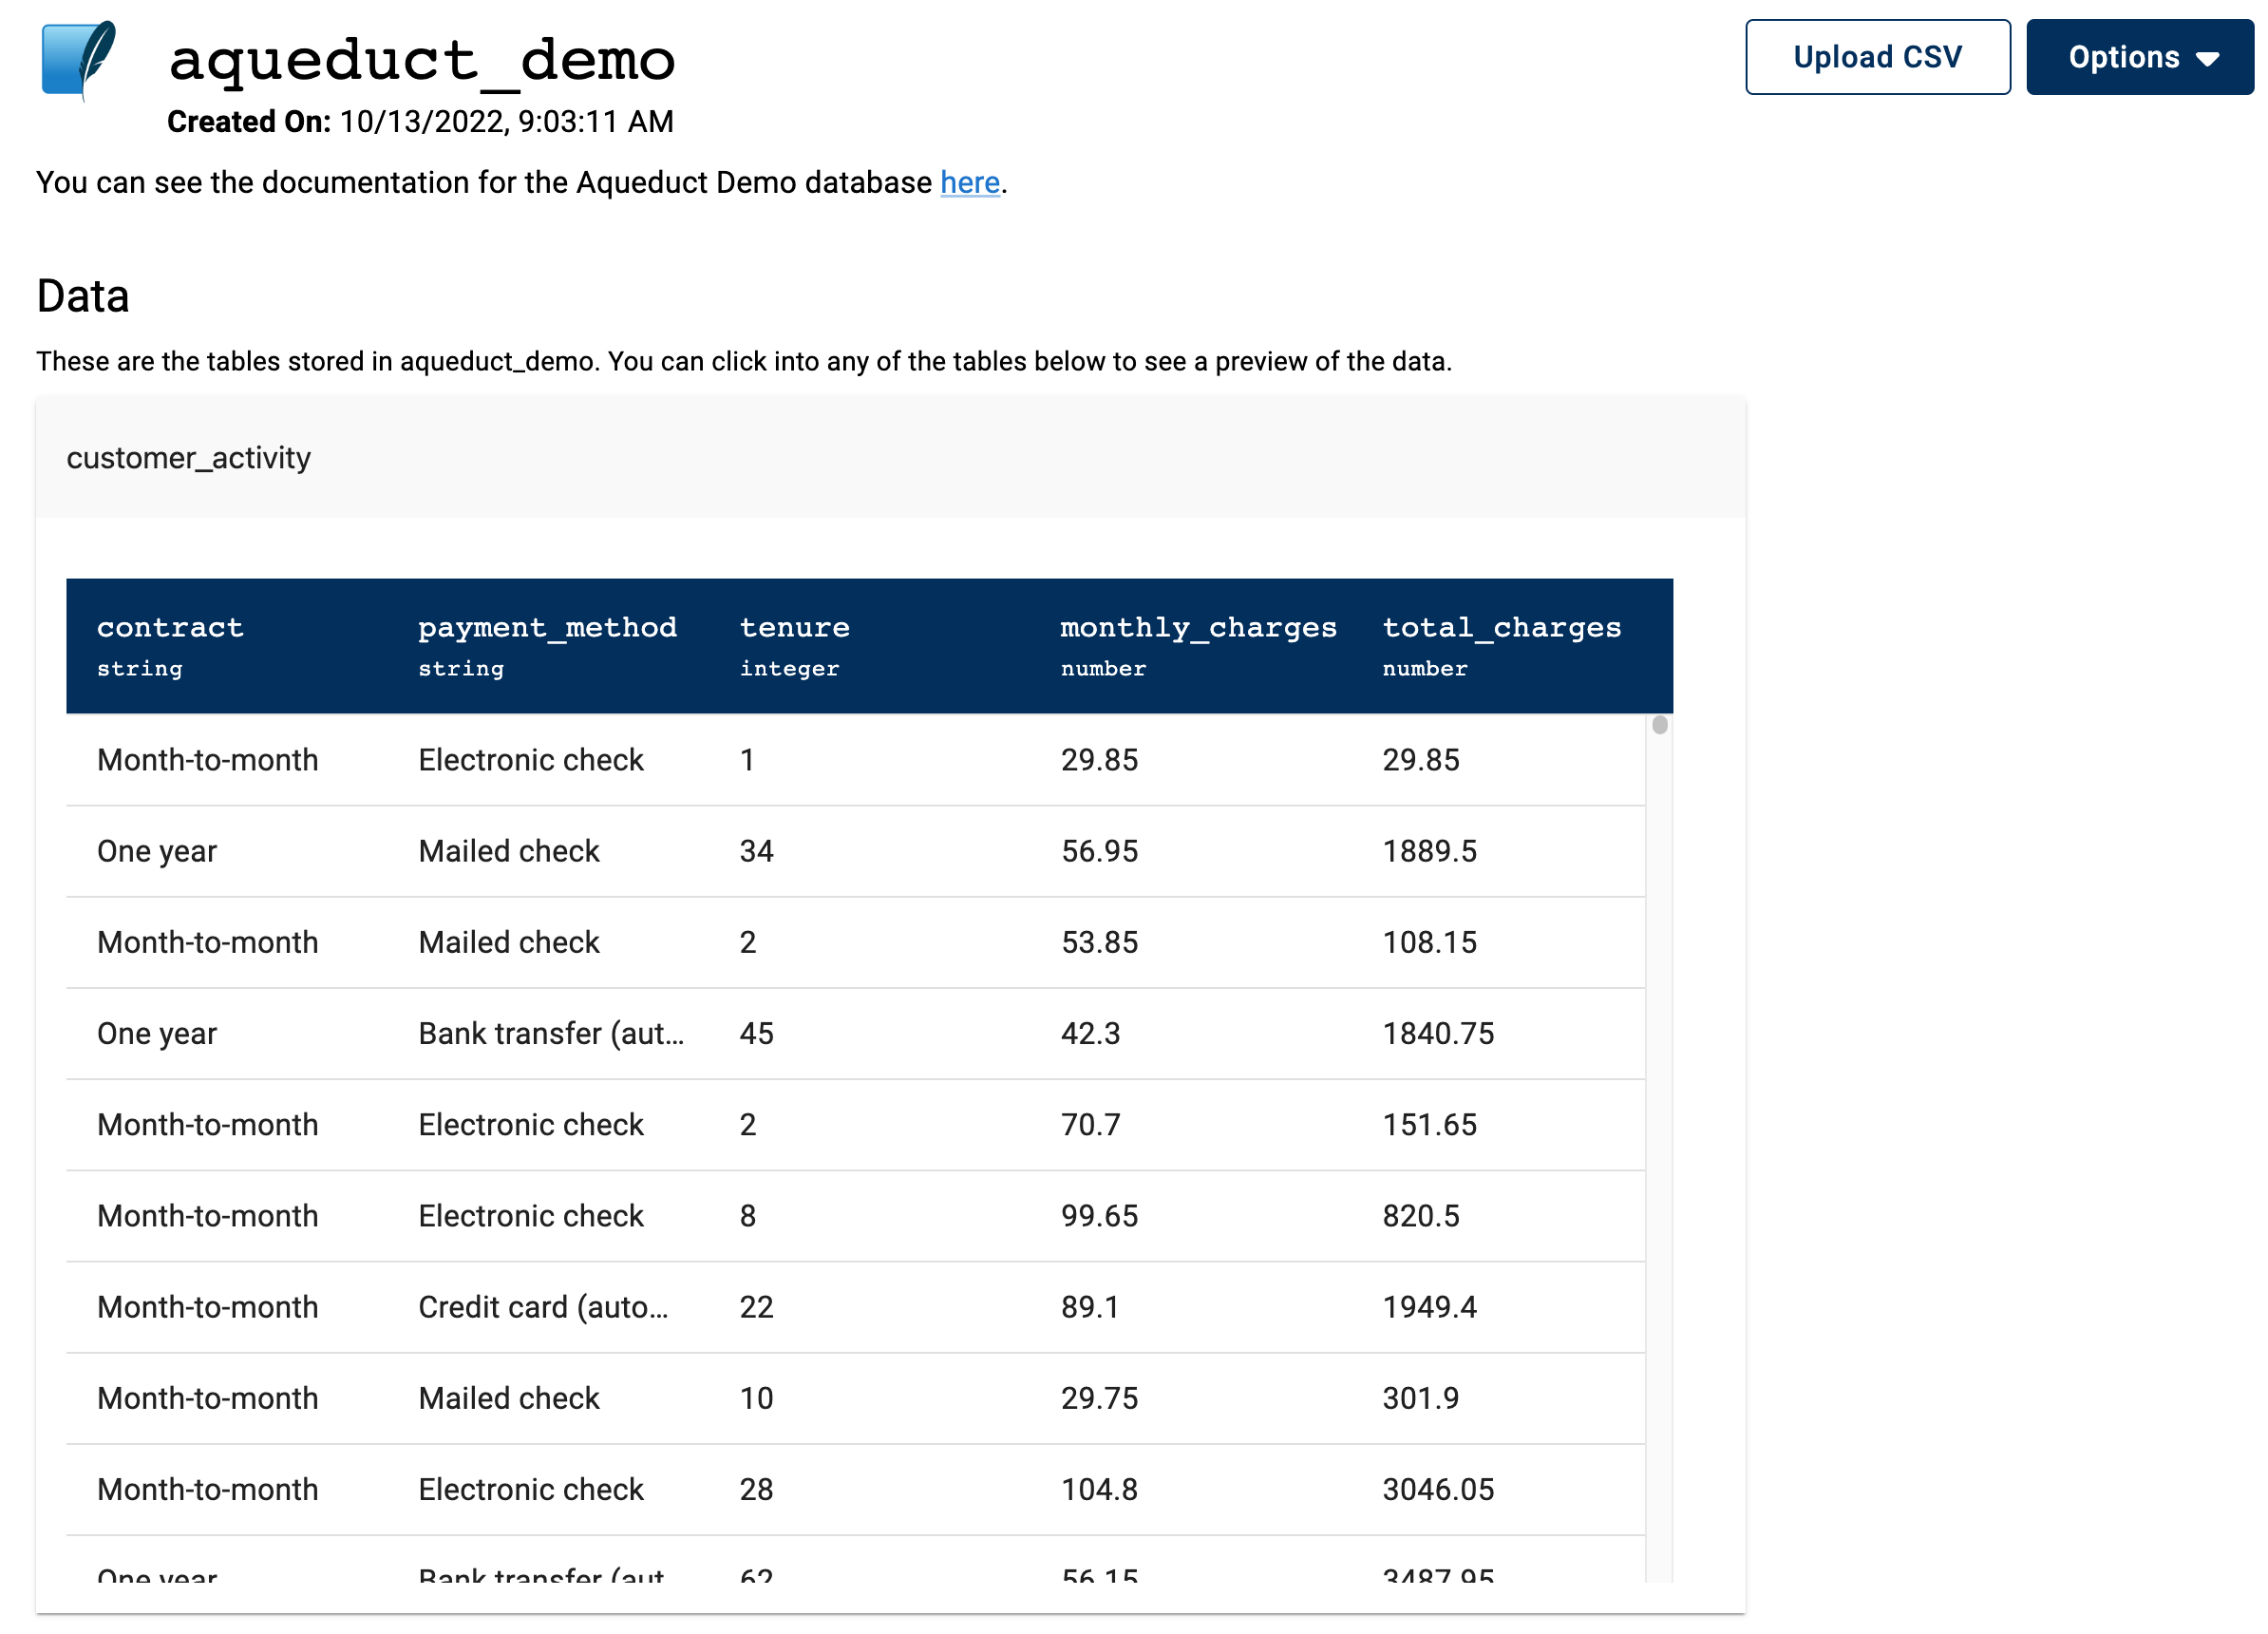 aqueduct_demo
Upload CSV
Options
Created On: 10/13/2022, 9:03:11 AM
You can see the documentation for the Aqueduct Demo database here.
Data
These are the tables stored in aqueduct_demo. You can click into any of the tables below to see a preview of the data.
customer_activity
contract payment_method tenure monthly_charges total_charges
string string integer number number
Month-to-month Electronic check 1 29.85 29.85
One year Mailed check 34 56.95 1889.5
Month-to-month Mailed check 2 53.85 108.15
One year Bank transfer (aut... 45 42.3 1840.75
Month-to-month Electronic check 2 70.7 151.65
Month-to-month Electronic check 8 99.65 820.5
Month-to-month Credit card (auto... 22 89.1 1949.4
Month-to-month Mailed check 10 29.75 301.9
Month-to-month Electronic check 28 104.8 3046.05
One year Bank transfer (aut 62 56.15 3487.95